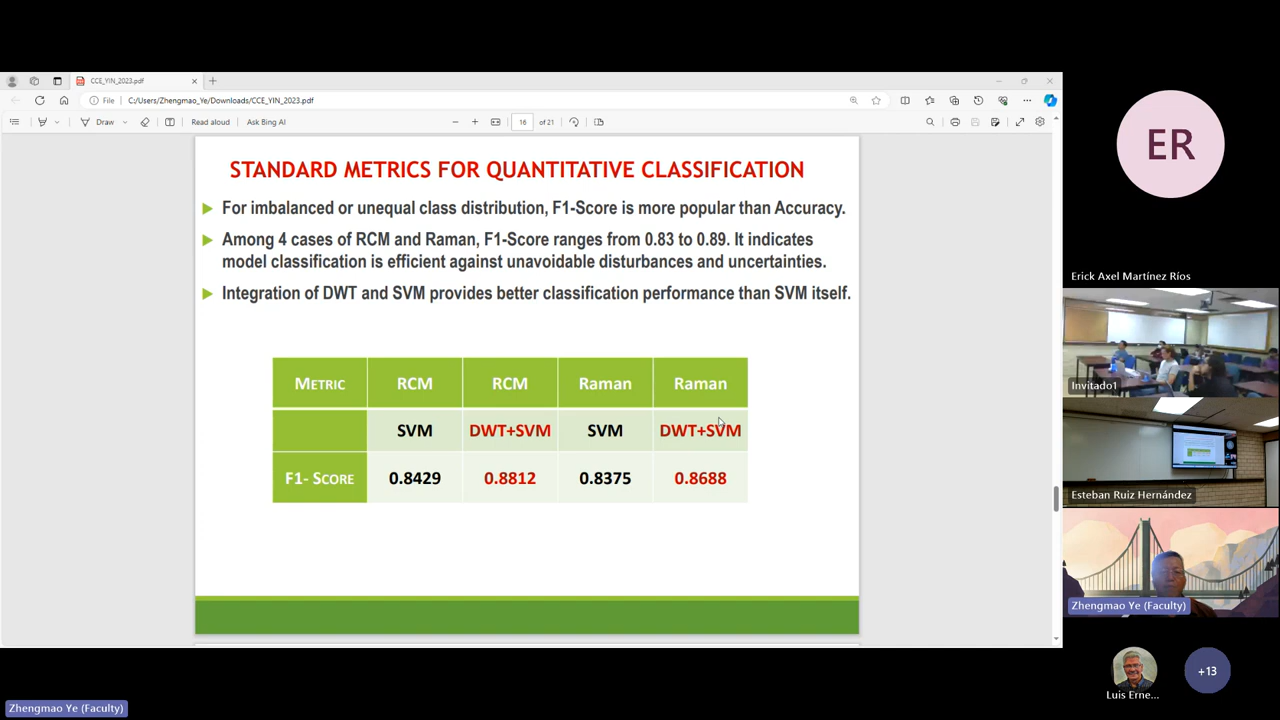 CCE_YIN_2023.pdf
File
C:/Users/Zhengmao_Ye/Downloads/CCE_YIN_2023.pdf
Draw
Read aloud
Ask Bing AI
16 of 21
STANDARD METRICS FOR QUANTITATIVE CLASSIFICATION
For imbalanced or unequal class distribution, F1-Score is more popular than Accuracy.
Among 4 cases of RCM and Raman, F1-Score ranges from 0.83 to 0.89. It indicates
model classification is efficient against unavoidable disturbances and uncertainties.
Integration of DWT and SVM provides better classification performance than SVM itself.
METRIC RCM RCM Raman Raman
SVM DWT+SVM SVM DWT+SVM
F1- SCORE 0.8429 0.8812 0.8375 0.8688
ER
Erick Axel Martínez Ríos
Invitado1
Esteban Ruiz Hernández
Zhengmao Ye (Faculty)
Luis Erne...
+13
Zhengmao Ye (Faculty)